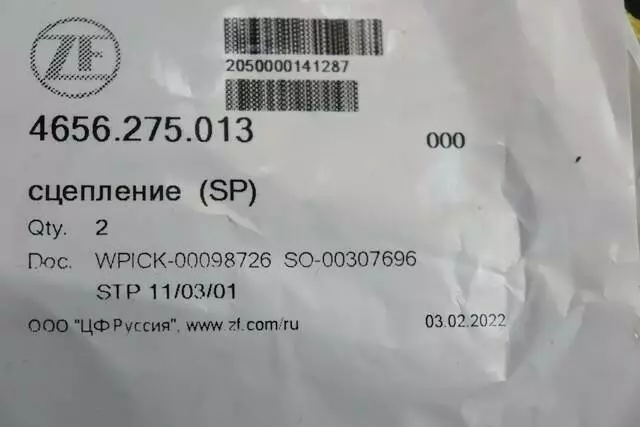 ZF
2050000141287
4656.275.013 000
сцепление (SP)
Qty. 2
Doc. WPICK-00098726 SO-00307696
STP 11/03/01
ООО "ЦФ Руссия", www.zf.com/ru 03.02.2022